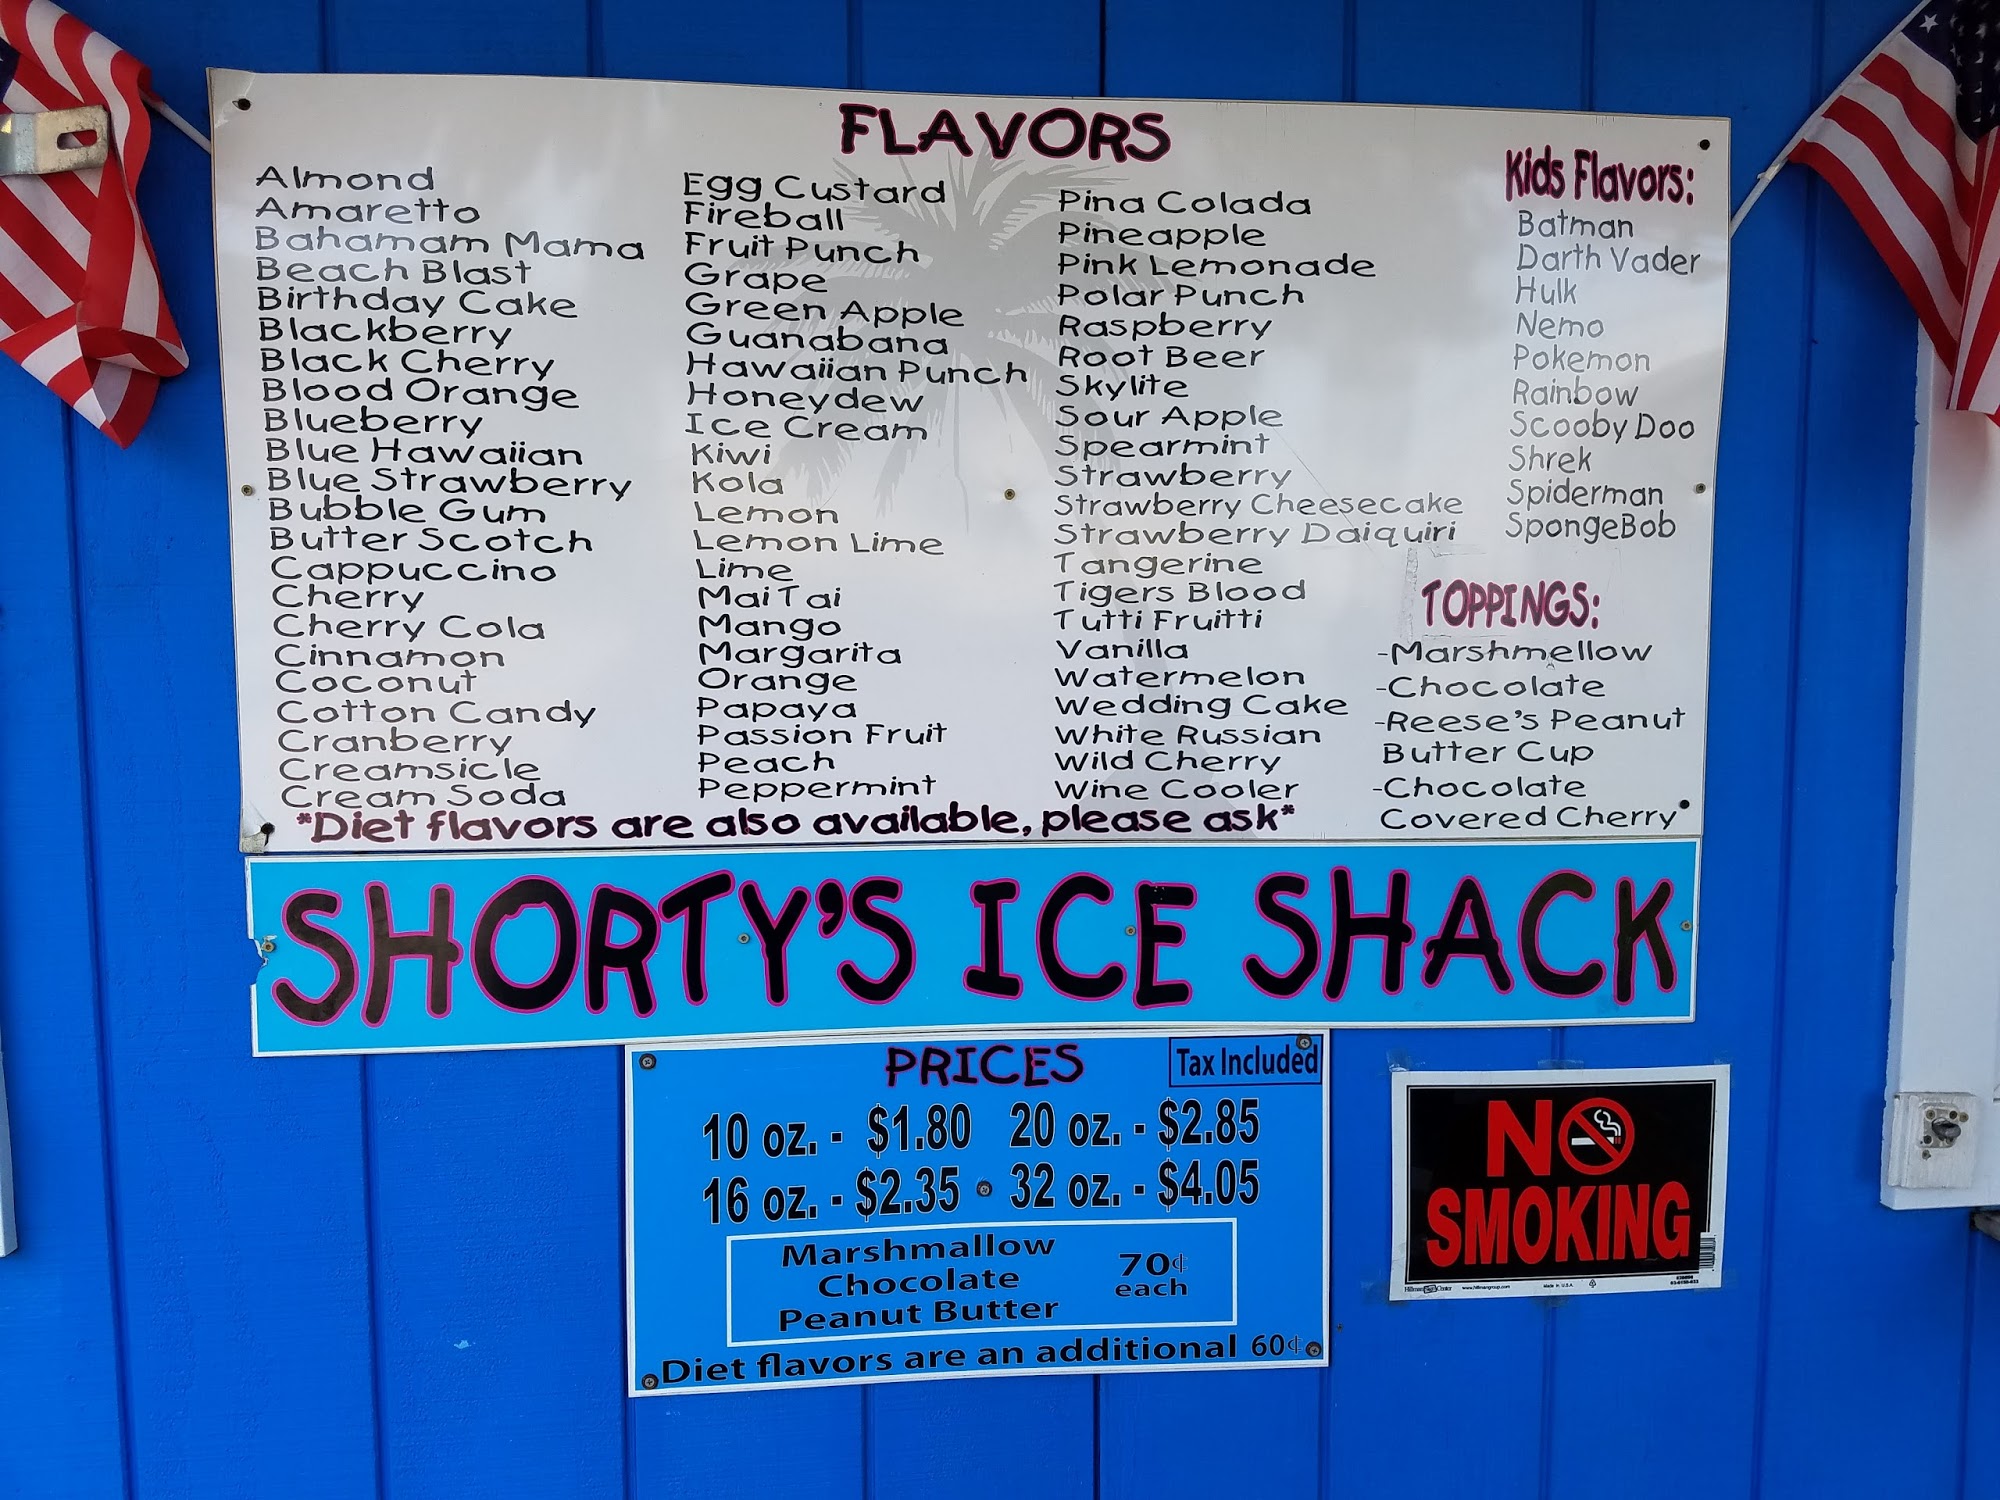 FLAVORS
Almond
Amaretto
Bahamam Mama
Beach Blast
Birthday Cake
Blackberry
Black Cherry
Blood Orange
Blueberry
Blue Hawaiian
Blue Strawberry
Bubble Gum
Butter Scotch
Cappuccino
Cherry
Cherry Cola
Cinnamon
Coconut
Cotton Candy
Cranberry
Creamsicle
Cream Soda
Egg Custard
Fireball
Fruit Punch
Grape
Green Apple
Guanabana
Hawaiian Punch
Honeydew
Ice Cream
Kiwi
Kola
Lemon
Lemon Lime
Lime
Mai Tai
Mango
Margarita
Orange
Papaya
Passion Fruit
Peach
Peppermint
Pina Colada
Pineapple
Pink Lemonade
Polar Punch
Raspberry
Root Beer
Skylite
Sour Apple
Spearmint
Strawberry
Strawberry Cheesecake
Strawberry Daiquiri
Tangerine
Tigers Blood
Tutti Fruitti
Vanilla
Watermelon
Wedding Cake
White Russian
Wild Cherry
Wine Cooler
Kids Flavors:
Batman
Darth Vader
Hulk
Nemo
Pokemon
Rainbow
Scooby Doo
Shrek
Spiderman
SpongeBob
TOPPINGS:
-Marshmellow
-Chocolate
-Reese's Peanut
Butter Cup
-Chocolate
Covered Cherry
*Diet flavors are also available, please ask*
SHORTY'S ICE SHACK
PRICES
Tax Included
10 oz. - $1.80 20 oz. - $2.85
16 oz. - $2.35 32 oz. - $4.05
Marshmallow
Chocolate
Peanut Butter
70¢
each
Diet flavors are an additional 60¢
NO
SMOKING